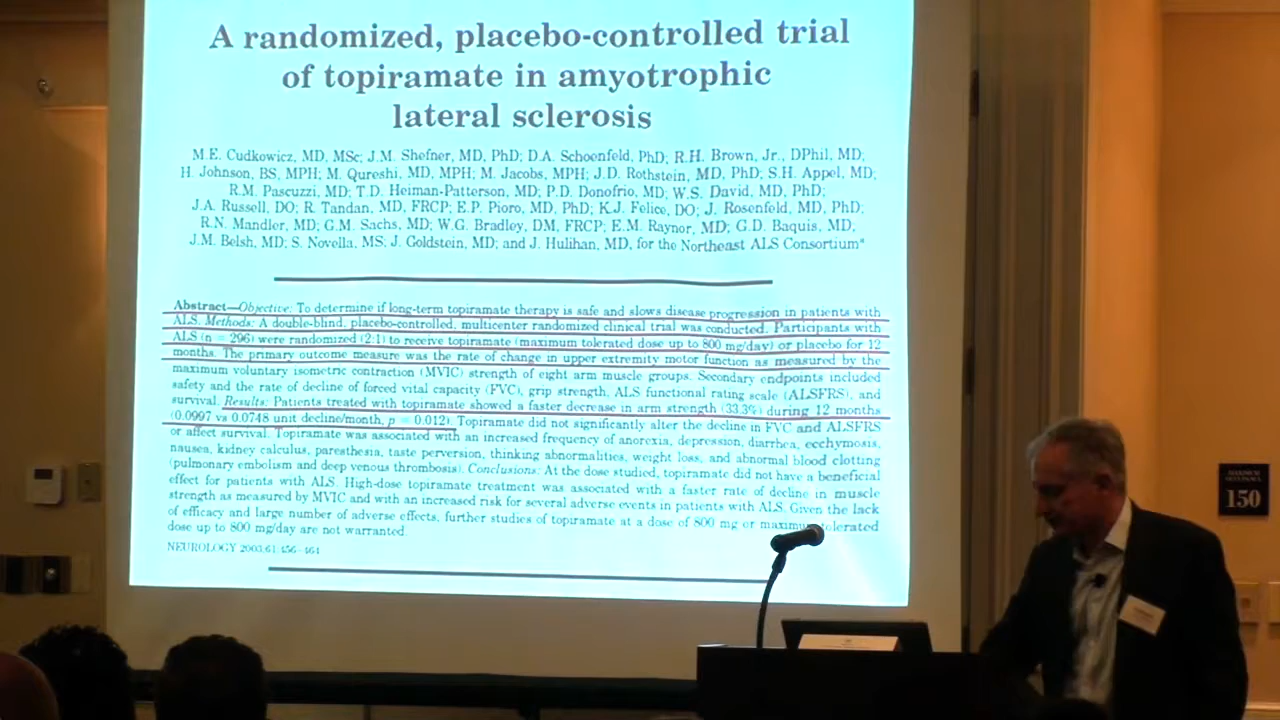 A randomized, placebo-controlled trial
of topiramate in amyotrophic
lateral sclerosis
M.E. Cudkowicz, MD, MSc; J.M. Shefner, MD, PhD; D.A. Schoenfeld, PhD; R.H. Brown, Jr., DPhil, MD;
H. Johnson, BS, MPH; M. Qureshi, MD, MPH; M. Jacobs, MPH; J.D. Rothstein, MD, PhD; S.H. Appel, MD;
R.M. Pascuzzi, MD; T.D. Heiman-Patterson, MD; P.D. Donofrio, MD; W.S. David, MD, PhD;
J.A. Russell, DO; R. Tandan, MD, FRCP; E.P. Pioro, MD, PhD; K.J. Felice, DO; J. Rosenfeld, MD, PhD;
R.N. Mandler, MD; G.M. Sachs, MD; W.G. Bradley, DM, FRCP; E.M. Raynor, MD; G.D. Baquis, MD;
J.M. Belsh, MD; S. Novella, MS; J. Goldstein, MD; and J. Hulihan, MD, for the Northeast ALS Consortium*
Abstract—Objective: To determine if long-term topiramate therapy is safe and slows disease progression in patients with
ALS. Methods: A double-blind, placebo-controlled, multicenter randomized clinical trial was conducted. Participants with
ALS (n = 296) were randomized (2:1) to receive topiramate (maximum tolerated dose up to 800 mg/day) or placebo for 12
months. The primary outcome measure was the rate of change in upper extremity motor function as measured by the
maximum voluntary isometric contraction (MVIC) strength of eight arm muscle groups. Secondary endpoints included
safety and the rate of decline of forced vital capacity (FVC), grip strength, ALS functional rating scale (ALSFRS), and
survival. Results: Patients treated with topiramate showed a faster decrease in arm strength (33.3%) during 12 months
(0.0997 vs 0.0748 unit decline/month, p = 0.012). Topiramate did not significantly alter the decline in FVC and ALSFRS
or affect survival. Topiramate was associated with an increased frequency of anorexia, depression, diarrhea, ecchymosis,
nausea, kidney calculus, paresthesia, taste perversion, thinking abnormalities, weight loss, and abnormal blood clotting
(pulmonary embolism and deep venous thrombosis). Conclusions: At the dose studied, topiramate did not have a beneficial
effect for patients with ALS. High-dose topiramate treatment was associated with a faster rate of decline in muscle
strength as measured by MVIC and with an increased risk for several adverse events in patients with ALS. Given the lack
of efficacy and large number of adverse effects, further studies of topiramate at a dose of 800 mg or maximum tolerated
dose up to 800 mg/day are not warranted.
NEUROLOGY 2003;61:456–464
MAXIMUM
OCCUPANCY
150